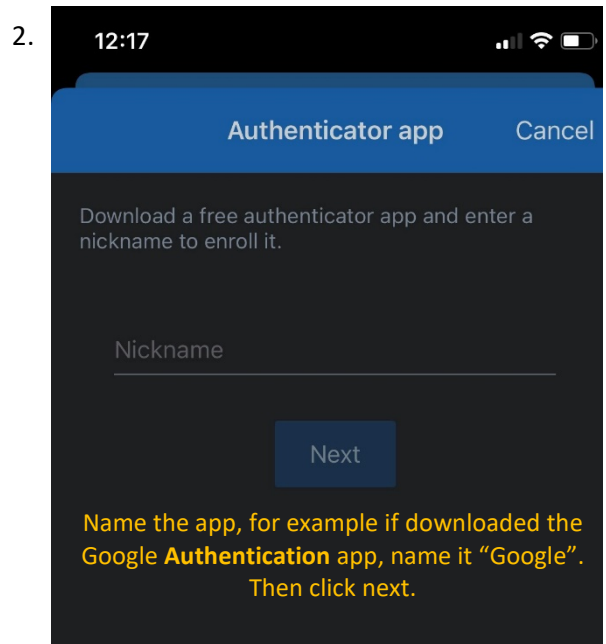 2.
12:17
Authenticator app Cancel
Download a free authenticator app and enter a
nickname to enroll it.
Nickname
Next
Name the app, for example if downloaded the
Google Authentication app, name it “Google”.
Then click next.